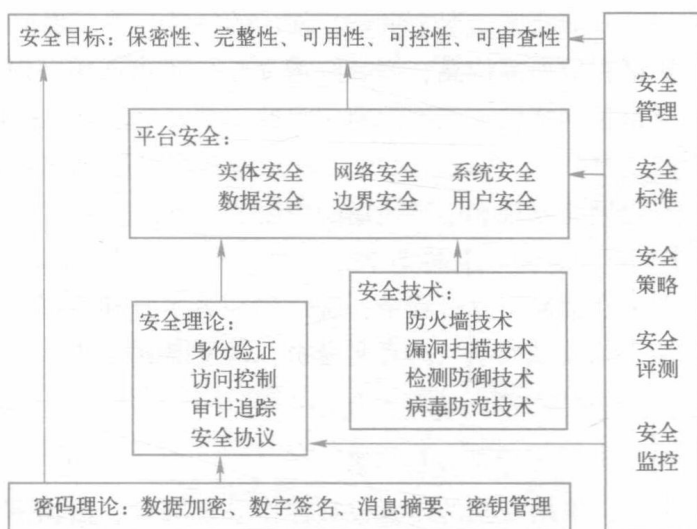 安全目标：保密性、完整性、可用性、可控性、可审查性
平台安全：
实体安全 网络安全 系统安全
数据安全 边界安全 用户安全
安全理论：
身份验证
访问控制
审计追踪
安全协议
安全技术：
防火墙技术
漏洞扫描技术
检测防御技术
病毒防范技术
密码理论：数据加密、数字签名、消息摘要、密钥管理
安全
管理
安全
标准
安全
策略
安全
评测
安全
监控